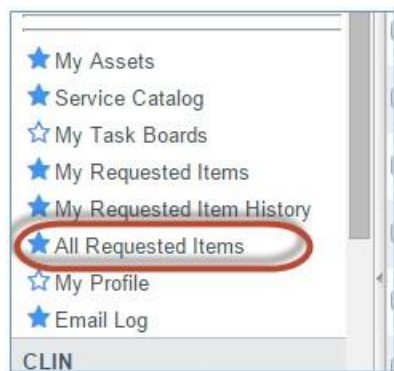 My Assets
Service Catalog
My Task Boards
My Requested Items
My Requested Item History
All Requested Items
My Profile
Email Log
CLIN